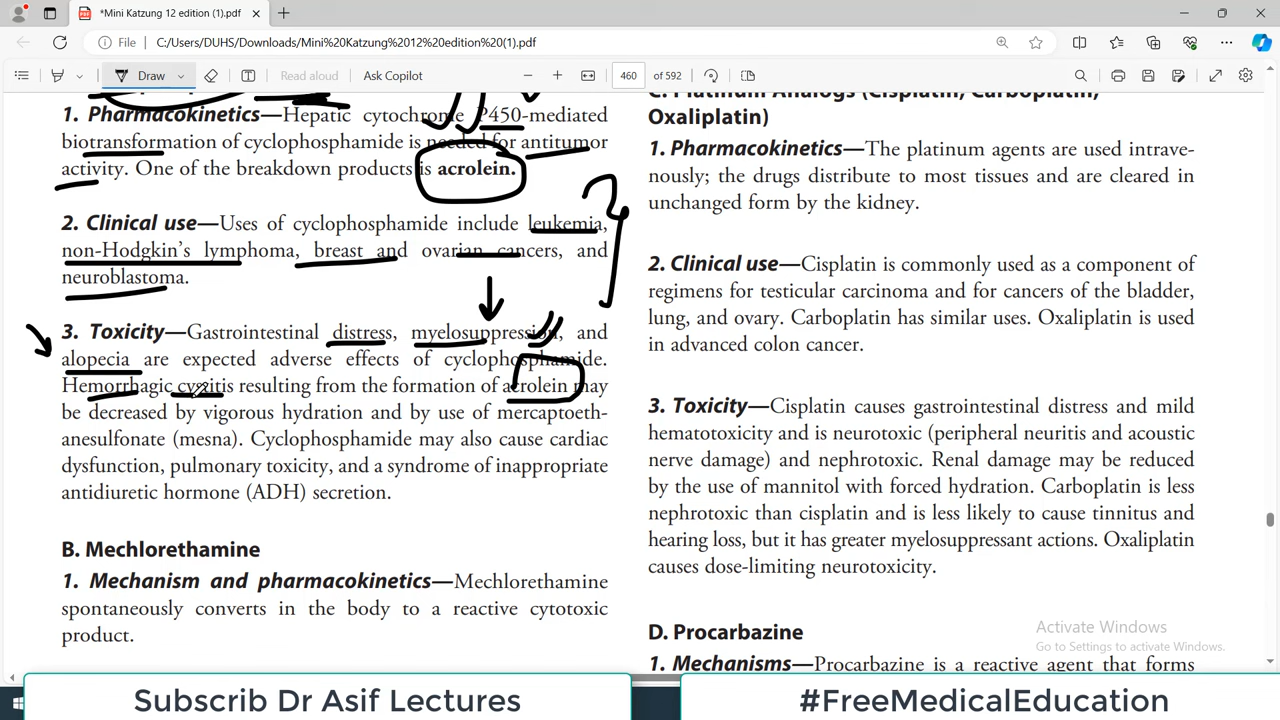 *Mini Katzung 12 edition (1).pdf
File C:/Users/DUHS/Downloads/Mini%20Katzung%2012%20edition%20(1).pdf
Draw Read aloud Ask Copilot 460 of 592
1. Pharmacokinetics—Hepatic cytochrome P450-mediated
biotransformation of cyclophosphamide is needed for antitumor
activity. One of the breakdown products is acrolein.
2. Clinical use—Uses of cyclophosphamide include leukemia,
non-Hodgkin's lymphoma, breast and ovarian cancers, and
neuroblastoma.
3. Toxicity—Gastrointestinal distress, myelosuppression, and
alopecia are expected adverse effects of cyclophosphamide.
Hemorrhagic cystitis resulting from the formation of acrolein may
be decreased by vigorous hydration and by use of mercaptoeth-
anesulfonate (mesna). Cyclophosphamide may also cause cardiac
dysfunction, pulmonary toxicity, and a syndrome of inappropriate
antidiuretic hormone (ADH) secretion.
B. Mechlorethamine
1. Mechanism and pharmacokinetics—Mechlorethamine
spontaneously converts in the body to a reactive cytotoxic
product.
C. Platinum Analogs (Cisplatin, Carboplatin,
Oxaliplatin)
1. Pharmacokinetics—The platinum agents are used intrave-
nously; the drugs distribute to most tissues and are cleared in
unchanged form by the kidney.
2. Clinical use—Cisplatin is commonly used as a component of
regimens for testicular carcinoma and for cancers of the bladder,
lung, and ovary. Carboplatin has similar uses. Oxaliplatin is used
in advanced colon cancer.
3. Toxicity—Cisplatin causes gastrointestinal distress and mild
hematotoxicity and is neurotoxic (peripheral neuritis and acoustic
nerve damage) and nephrotoxic. Renal damage may be reduced
by the use of mannitol with forced hydration. Carboplatin is less
nephrotoxic than cisplatin and is less likely to cause tinnitus and
hearing loss, but it has greater myelosuppressant actions. Oxaliplatin
causes dose-limiting neurotoxicity.
D. Procarbazine
1. Mechanisms—Procarbazine is a reactive agent that forms
Activate Windows
Go to Settings to activate Windows.
Subscrib Dr Asif Lectures
#FreeMedicalEducation